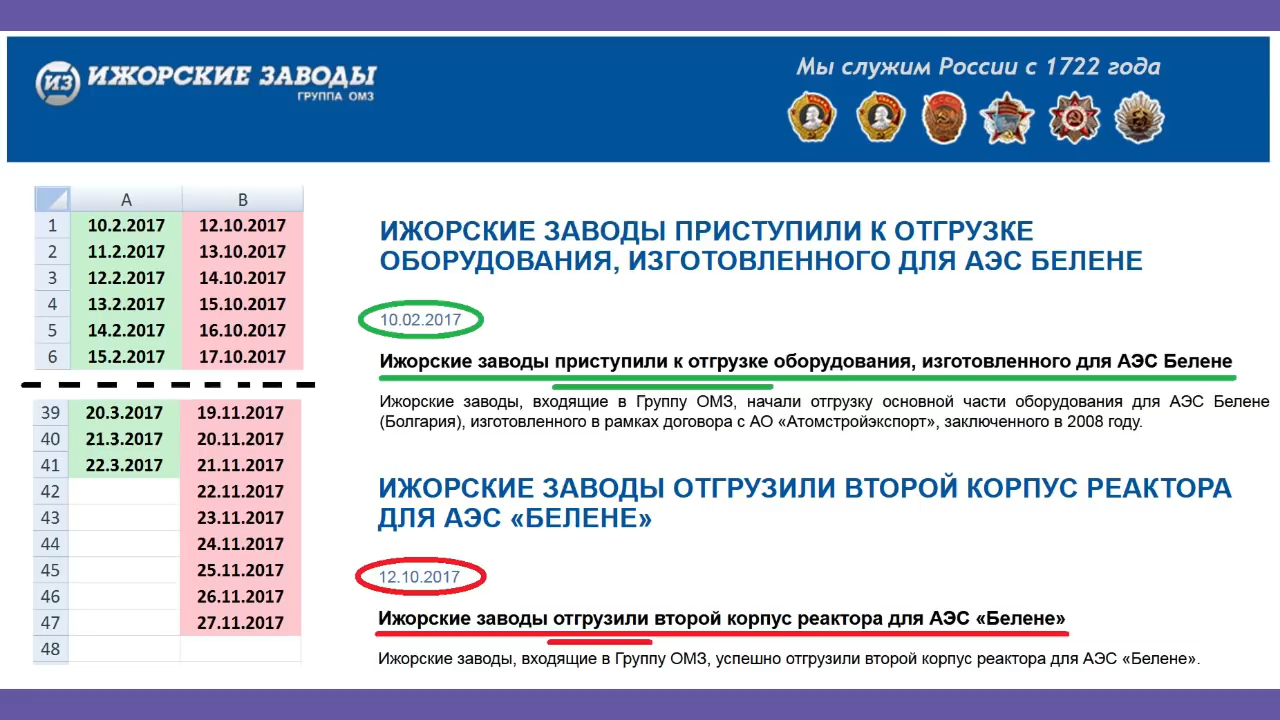 ИЖОРСКИЕ ЗАВОДЫ
ГРУППА ОМЗ
Мы служим России с 1722 года
A B
1 10.2.2017 12.10.2017
2 11.2.2017 13.10.2017
3 12.2.2017 14.10.2017
4 13.2.2017 15.10.2017
5 14.2.2017 16.10.2017
6 15.2.2017 17.10.2017
39 20.3.2017 19.11.2017
40 21.3.2017 20.11.2017
41 22.3.2017 21.11.2017
42 22.11.2017
43 23.11.2017
44 24.11.2017
45 25.11.2017
46 26.11.2017
47 27.11.2017
48
ИЖОРСКИЕ ЗАВОДЫ ПРИСТУПИЛИ К ОТГРУЗКЕ
ОБОРУДОВАНИЯ, ИЗГОТОВЛЕННОГО ДЛЯ АЭС БЕЛЕНЕ
10.02.2017
Ижорские заводы приступили к отгрузке оборудования, изготовленного для АЭС Белене
Ижорские заводы, входящие в Группу ОМЗ, начали отгрузку основной части оборудования для АЭС Белене
(Болгария), изготовленного в рамках договора с АО «Атомстройэкспорт», заключенного в 2008 году.
ИЖОРСКИЕ ЗАВОДЫ ОТГРУЗИЛИ ВТОРОЙ КОРПУС РЕАКТОРА
ДЛЯ АЭС «БЕЛЕНЕ»
12.10.2017
Ижорские заводы отгрузили второй корпус реактора для АЭС «Белене»
Ижорские заводы, входящие в Группу ОМЗ, успешно отгрузили второй корпус реактора для АЭС «Белене».